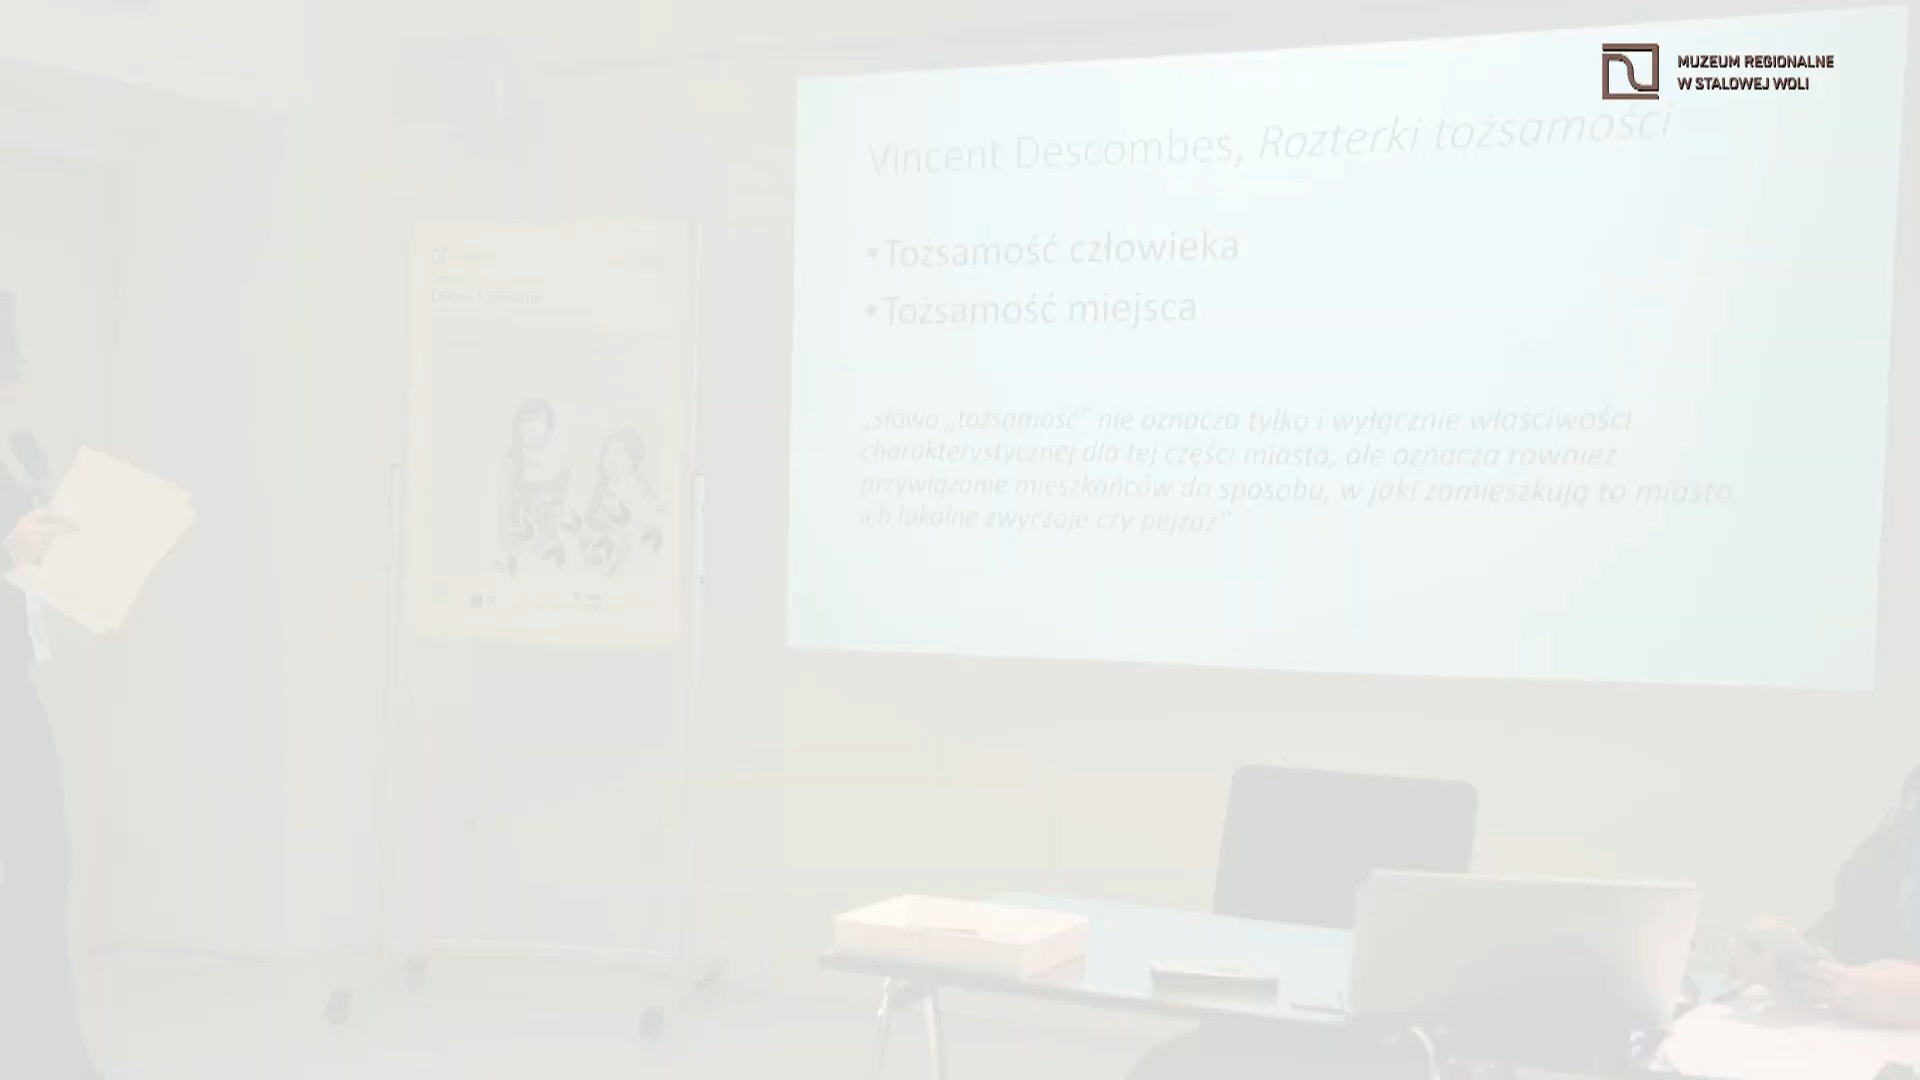 MUZEUM REGIONALNE
W STALOWEJ WOLI
Vincent Descombes, Rozterki tożsamości
• Tożsamość człowieka
• Tożsamość miejsca
„słowo „tożsamość” nie oznacza tylko i wyłącznie właściwości
charakterystycznej dla tej części miasta, ale oznacza również
przywiązanie mieszkańców do sposobu, w jaki zamieszkują to miasto,
ich lokalne zwyczaje czy pejzaż”